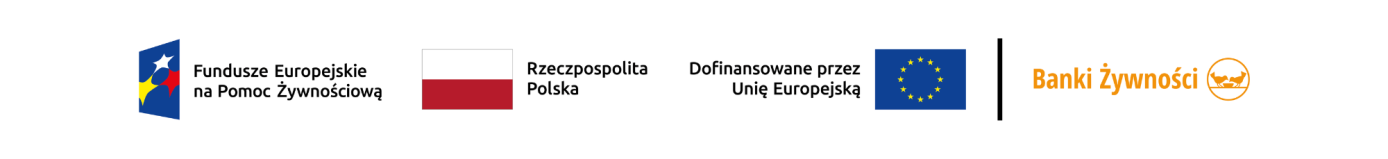 Fundusze Europejskie
na Pomoc Żywnościową
Rzeczpospolita
Polska
Dofinansowane przez
Unię Europejską
Banki Żywności